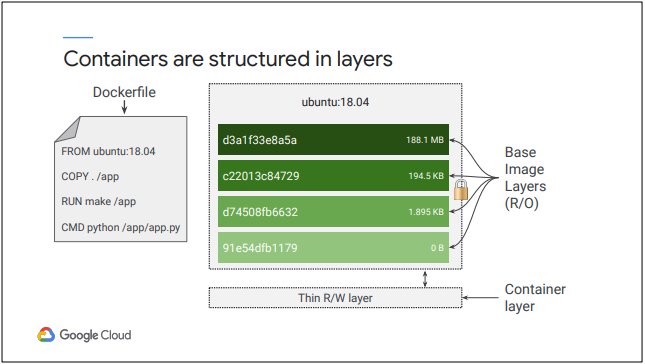 Containers are structured in layers
Dockerfile
FROM ubuntu:18.04
COPY . /app
RUN make /app
CMD python /app/app.py
ubuntu:18.04
d3a1f33e8a5a 188.1 MB
c22013c84729 194.5 KB
d74508fb6632 1.895 KB
91e54dfb1179 0 B
Base
Image
Layers
(R/O)
Thin R/W layer
Container
layer
Google Cloud